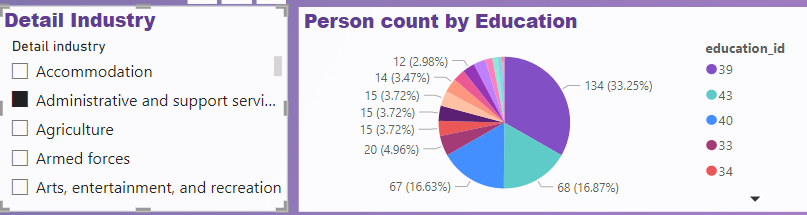 Detail Industry
Detail industry
Accommodation
Administrative and support servi...
Agriculture
Armed forces
Arts, entertainment, and recreation
Person count by Education
12 (2.98%)
14 (3.47%)
15 (3.72%)
15 (3.72%)
15 (3.72%)
20 (4.96%)
67 (16.63%)
134 (33.25%)
68 (16.87%)
education_id
39
43
40
33
34